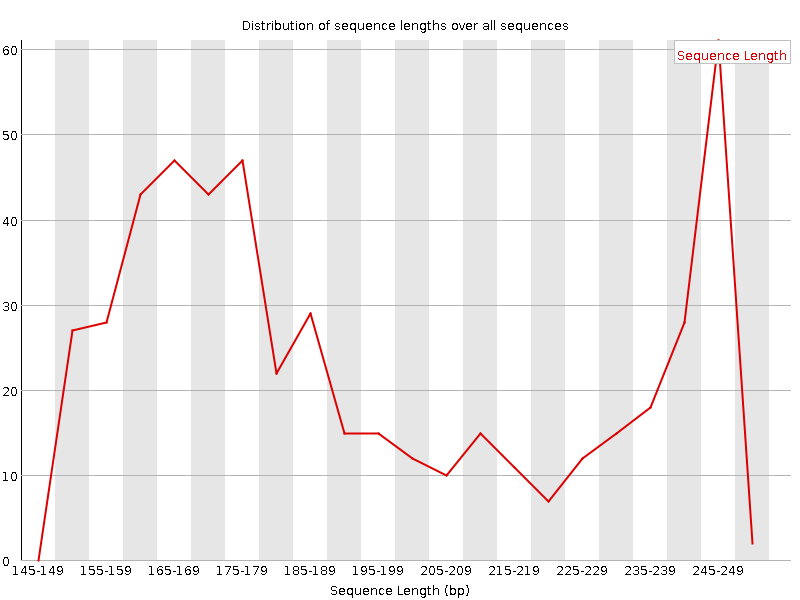 Distribution of sequence lengths over all sequences
Sequence Length
60
50
40
30
20
10
0
145-149 155-159 165-169 175-179 185-189 195-199 205-209 215-219 225-229 235-239 245-249
Sequence Length (bp)